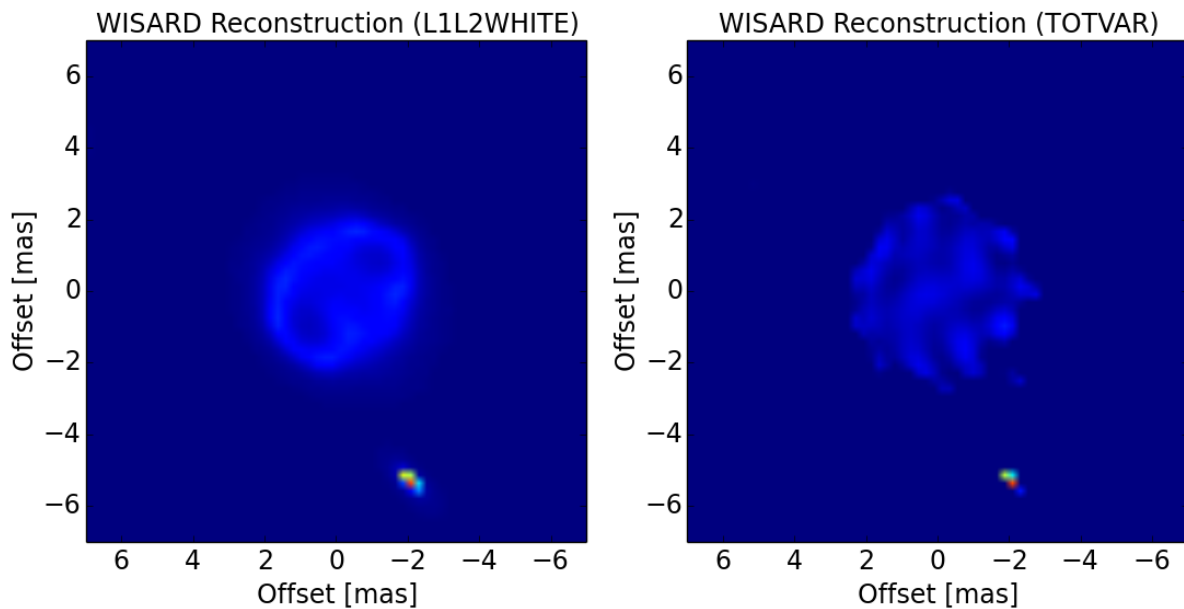 WISARD Reconstruction (L1L2WHITE)
6
4
2
0
−2
−4
−6
Offset [mas]
6 4 2 0 −2 −4 −6
Offset [mas]
WISARD Reconstruction (TOTVAR)
6
4
2
0
−2
−4
−6
Offset [mas]
6 4 2 0 −2 −4 −6
Offset [mas]